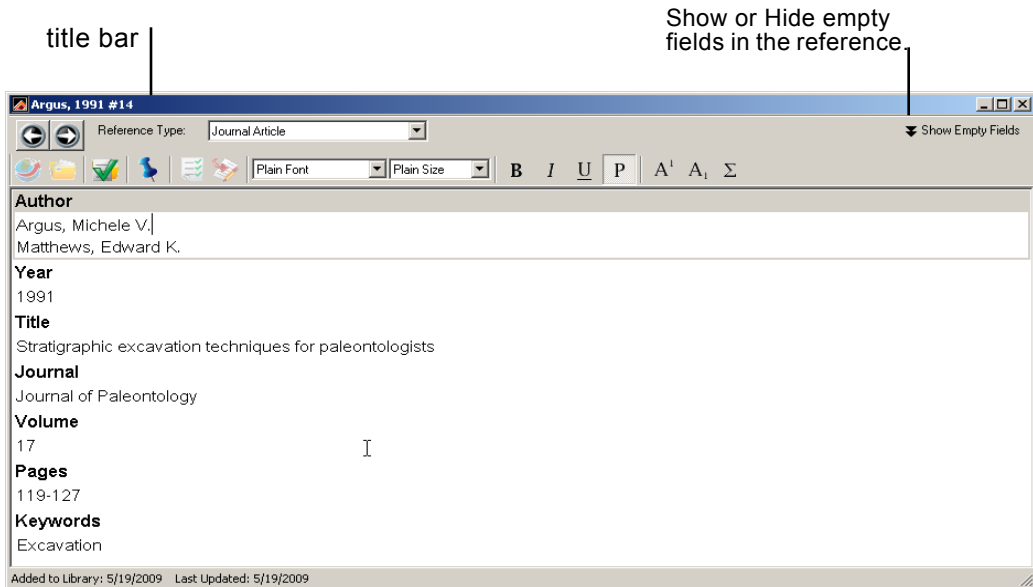 title bar
Show or Hide empty
fields in the reference.
Argus, 1991 #14
Reference Type: Journal Article
Show Empty Fields
Plain Font Plain Size B I U P A¹ A₁ Σ
Author
Argus, Michele V.
Matthews, Edward K.
Year
1991
Title
Stratigraphic excavation techniques for paleontologists
Journal
Journal of Paleontology
Volume
17
Pages
119-127
Keywords
Excavation
Added to Library: 5/19/2009 Last Updated: 5/19/2009